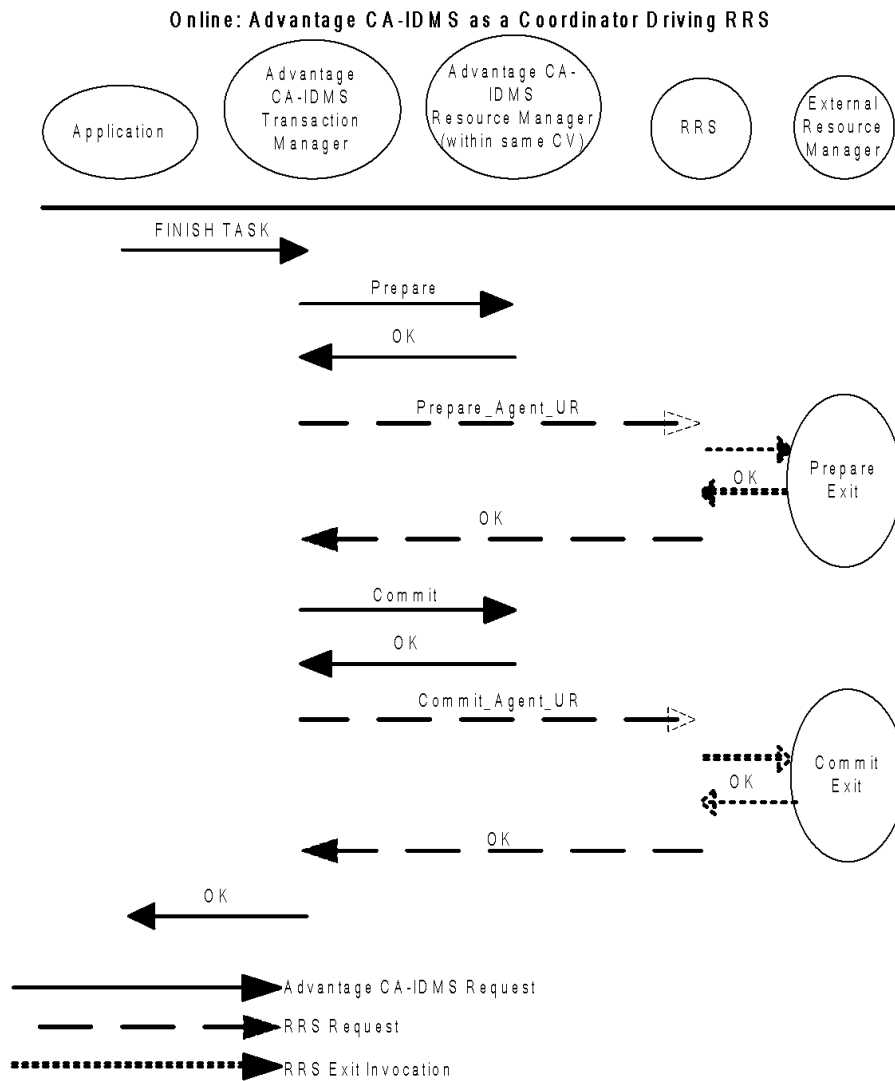 Online: Advantage CA-IDMS as a Coordinator Driving RRS
Application
Advantage
CA-IDMS
Transaction
Manager
Advantage CA-
IDMS
Resource Manager
(within same CV)
RRS
External
Resource
Manager
FINISH TASK
Prepare
OK
Prepare_Agent_UR
OK
Prepare
Exit
OK
Commit
OK
Commit_Agent_UR
OK
Commit
Exit
OK
OK
Advantage CA-IDMS Request
RRS Request
RRS Exit Invocation